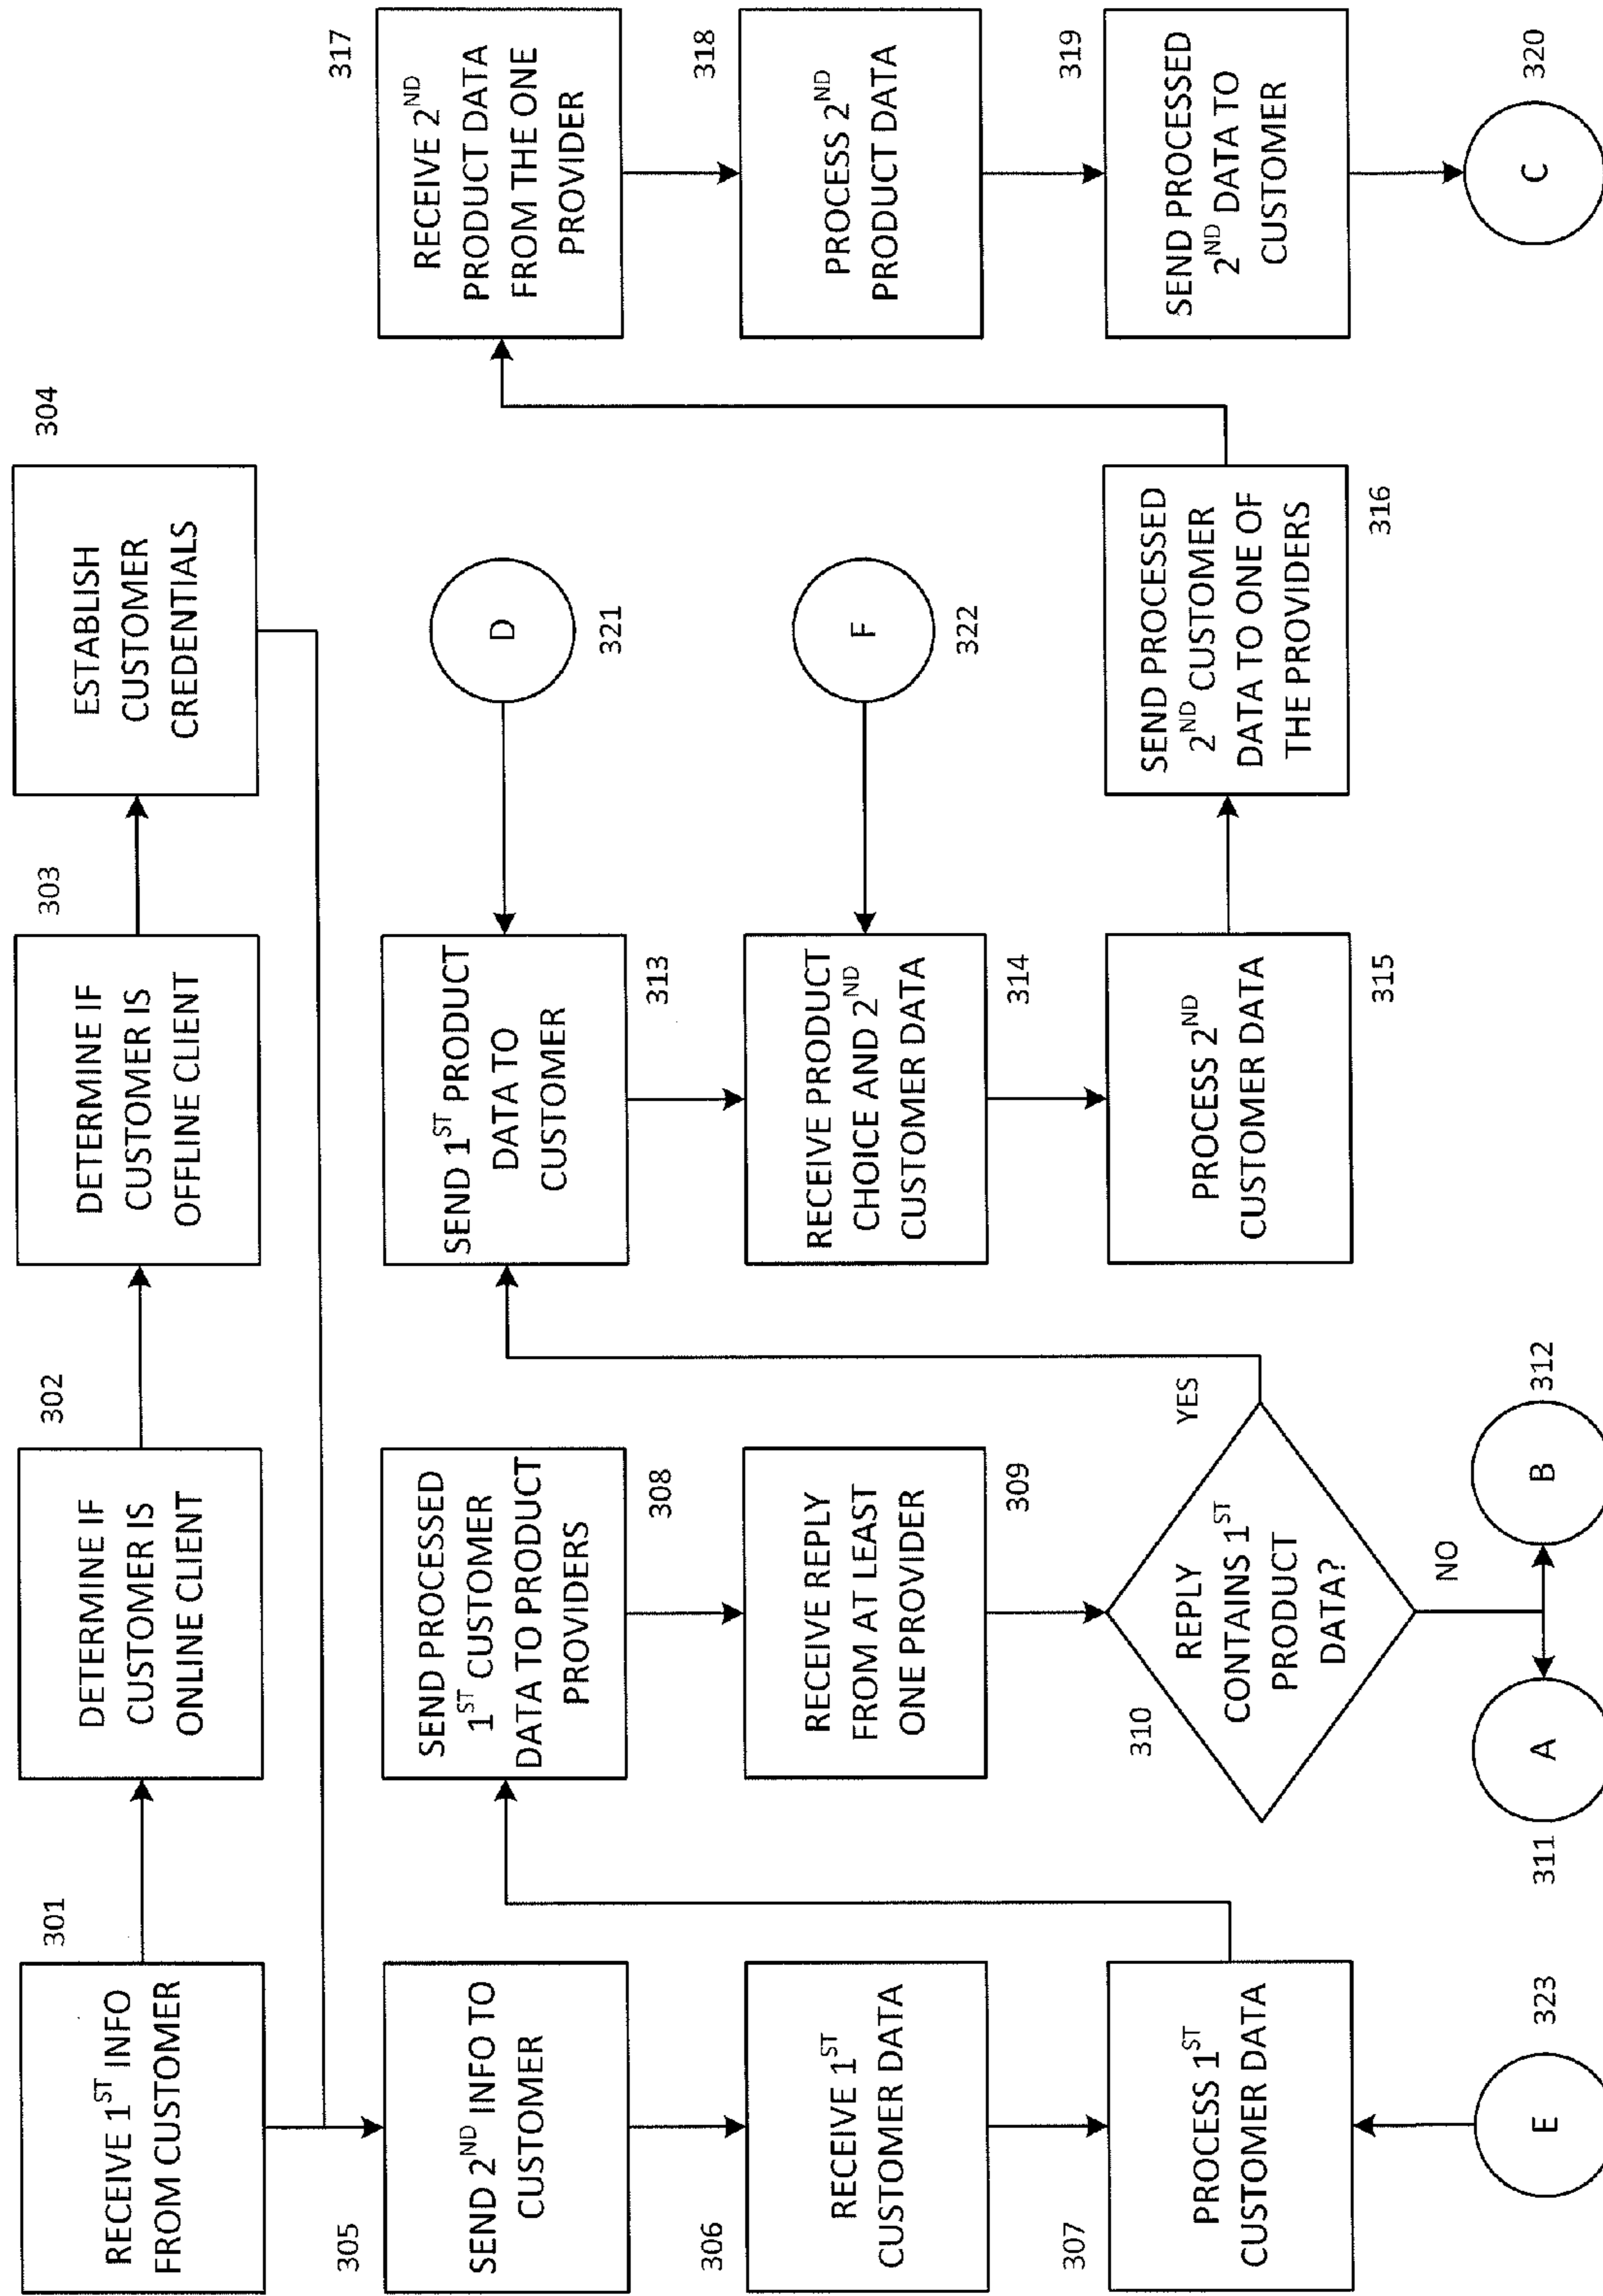 301
RECEIVE 1ST INFO
FROM CUSTOMER
302
DETERMINE IF
CUSTOMER IS
ONLINE CLIENT
303
DETERMINE IF
CUSTOMER IS
OFFLINE CLIENT
304
ESTABLISH
CUSTOMER
CREDENTIALS
305
SEND 2ND INFO TO
CUSTOMER
306
RECEIVE 1ST
CUSTOMER DATA
307
PROCESS 1ST
CUSTOMER DATA
E
323
SEND PROCESSED
1ST CUSTOMER
DATA TO PRODUCT
PROVIDERS
308
RECEIVE REPLY
FROM AT LEAST
ONE PROVIDER
309
310
REPLY
CONTAINS 1ST
PRODUCT
DATA?
YES
NO
311
A
B
312
SEND 1ST PRODUCT
DATA TO
CUSTOMER
313
RECEIVE PRODUCT
CHOICE AND 2ND
CUSTOMER DATA
314
PROCESS 2ND
CUSTOMER DATA
315
D
321
F
322
SEND PROCESSED
2ND CUSTOMER
DATA TO ONE OF
THE PROVIDERS
316
317
RECEIVE 2ND
PRODUCT DATA
FROM THE ONE
PROVIDER
318
PROCESS 2ND
PRODUCT DATA
319
SEND PROCESSED
2ND DATA TO
CUSTOMER
320
C